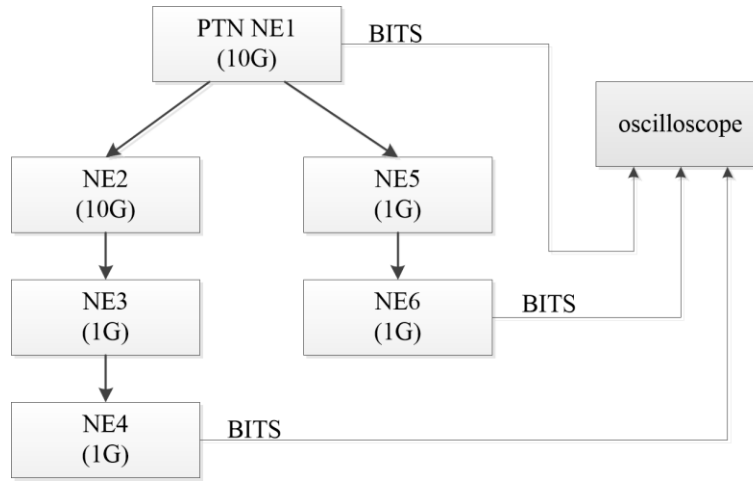 PTN NE1
(10G)
BITS
oscilloscope
NE2
(10G)
NE5
(1G)
NE3
(1G)
NE6
(1G)
BITS
NE4
(1G)
BITS